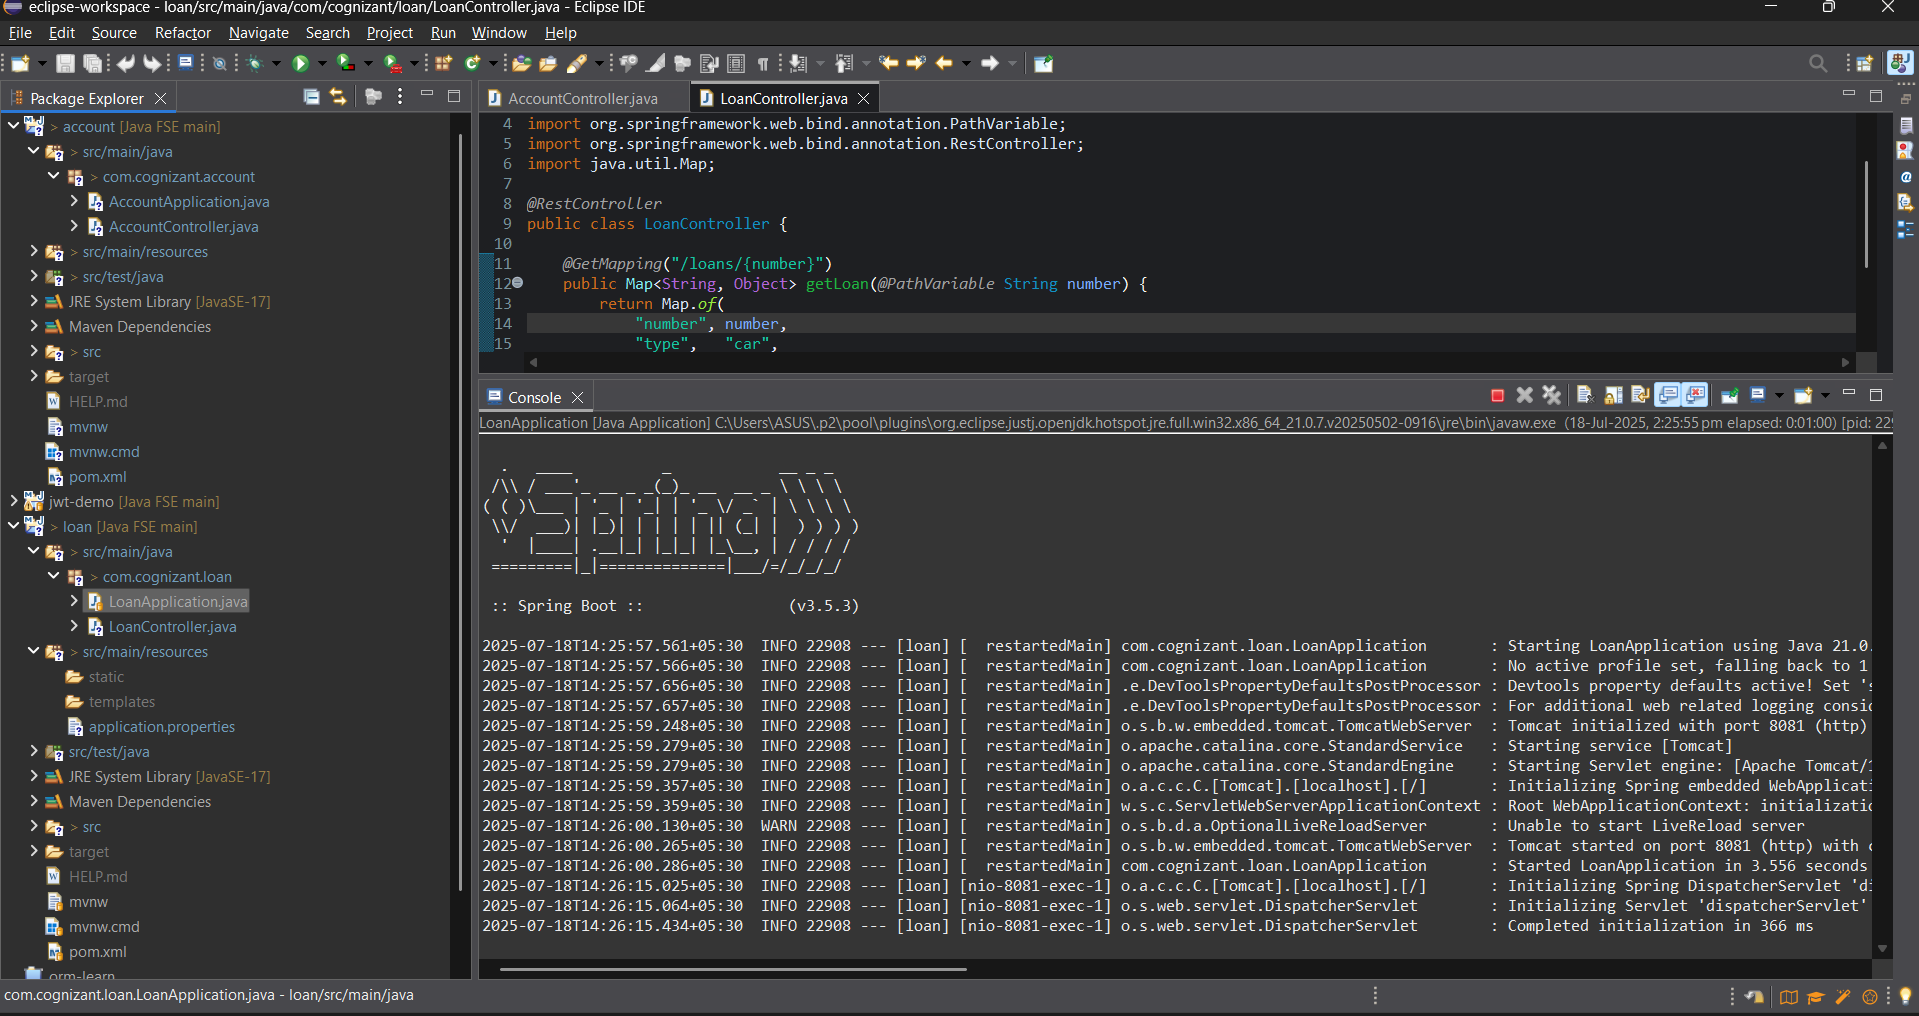 eclipse-workspace - loan/src/main/java/com/cognizant/loan/LoanController.java - Eclipse IDE
File Edit Source Refactor Navigate Search Project Run Window Help
Package Explorer
account [Java FSE main]
src/main/java
com.cognizant.account
AccountApplication.java
AccountController.java
src/main/resources
src/test/java
JRE System Library [JavaSE-17]
Maven Dependencies
src
target
HELP.md
mvnw
mvnw.cmd
pom.xml
jwt-demo [Java FSE main]
loan [Java FSE main]
src/main/java
com.cognizant.loan
LoanApplication.java
LoanController.java
src/main/resources
static
templates
application.properties
src/test/java
JRE System Library [JavaSE-17]
Maven Dependencies
src
target
HELP.md
mvnw
mvnw.cmd
pom.xml
orm-learn
AccountController.java LoanController.java
4 import org.springframework.web.bind.annotation.PathVariable;
5 import org.springframework.web.bind.annotation.RestController;
6 import java.util.Map;
7
8 @RestController
9 public class LoanController {
10
11 @GetMapping("/loans/{number}")
12 public Map<String, Object> getLoan(@PathVariable String number) {
13 return Map.of(
14 "number", number,
15 "type", "car",
Console
LoanApplication [Java Application] C:\Users\ASUS\.p2\pool\plugins\org.eclipse.justj.openjdk.hotspot.jre.full.win32.x86_64_21.0.7.v20250502-0916\jre\bin\javaw.exe (18-Jul-2025, 2:25:55 pm elapsed: 0:01:00) [pid: 229
Spring
:: Spring Boot :: (v3.5.3)
2025-07-18T14:25:57.561+05:30 INFO 22908 --- [loan] [ restartedMain] com.cognizant.loan.LoanApplication : Starting LoanApplication using Java 21.0.
2025-07-18T14:25:57.566+05:30 INFO 22908 --- [loan] [ restartedMain] com.cognizant.loan.LoanApplication : No active profile set, falling back to 1
2025-07-18T14:25:57.656+05:30 INFO 22908 --- [loan] [ restartedMain] .e.DevToolsPropertyDefaultsPostProcessor : Devtools property defaults active! Set '
2025-07-18T14:25:57.657+05:30 INFO 22908 --- [loan] [ restartedMain] .e.DevToolsPropertyDefaultsPostProcessor : For additional web related logging consi
2025-07-18T14:25:59.248+05:30 INFO 22908 --- [loan] [ restartedMain] o.s.b.w.embedded.tomcat.TomcatWebServer : Tomcat initialized with port 8081 (http)
2025-07-18T14:25:59.279+05:30 INFO 22908 --- [loan] [ restartedMain] o.apache.catalina.core.StandardService : Starting service [Tomcat]
2025-07-18T14:25:59.279+05:30 INFO 22908 --- [loan] [ restartedMain] o.apache.catalina.core.StandardEngine : Starting Servlet engine: [Apache Tomcat/1
2025-07-18T14:25:59.357+05:30 INFO 22908 --- [loan] [ restartedMain] o.a.c.c.C.[Tomcat].[localhost].[/] : Initializing Spring embedded WebApplicati
2025-07-18T14:25:59.359+05:30 INFO 22908 --- [loan] [ restartedMain] w.s.c.ServletWebServerApplicationContext : Root WebApplicationContext: initializatio
2025-07-18T14:26:00.130+05:30 WARN 22908 --- [loan] [ restartedMain] o.s.b.d.a.OptionalLiveReloadServer : Unable to start LiveReload server
2025-07-18T14:26:00.265+05:30 INFO 22908 --- [loan] [ restartedMain] o.s.b.w.embedded.tomcat.TomcatWebServer : Tomcat started on port 8081 (http) with c
2025-07-18T14:26:00.286+05:30 INFO 22908 --- [loan] [ restartedMain] com.cognizant.loan.LoanApplication : Started LoanApplication in 3.556 seconds
2025-07-18T14:26:15.025+05:30 INFO 22908 --- [loan] [nio-8081-exec-1] o.a.c.c.C.[Tomcat].[localhost].[/] : Initializing Spring DispatcherServlet 'di
2025-07-18T14:26:15.064+05:30 INFO 22908 --- [loan] [nio-8081-exec-1] o.s.web.servlet.DispatcherServlet : Initializing Servlet 'dispatcherServlet'
2025-07-18T14:26:15.434+05:30 INFO 22908 --- [loan] [nio-8081-exec-1] o.s.web.servlet.DispatcherServlet : Completed initialization in 366 ms
com.cognizant.loan.LoanApplication.java - loan/src/main/java